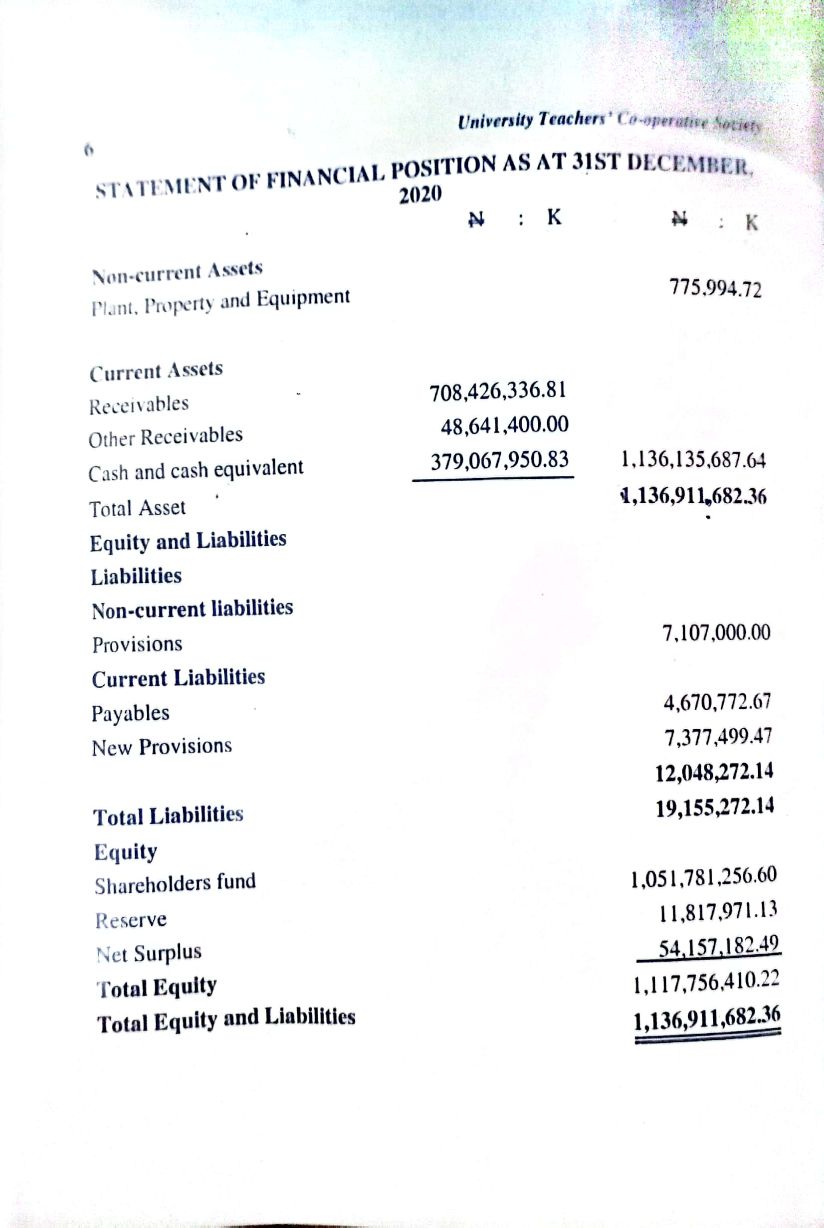 University Teachers' Co-operative Society
6
STATEMENT OF FINANCIAL POSITION AS AT 31ST DECEMBER,
2020
₦ : K ₦ : K
Non-current Assets
Plant, Property and Equipment 775,994.72
Current Assets
Receivables 708,426,336.81
Other Receivables 48,641,400.00
Cash and cash equivalent 379,067,950.83 1,136,135,687.64
Total Asset 1,136,911,682.36
Equity and Liabilities
Liabilities
Non-current liabilities
Provisions 7,107,000.00
Current Liabilities
Payables 4,670,772.67
New Provisions 7,377,499.47
12,048,272.14
Total Liabilities 19,155,272.14
Equity
Shareholders fund 1,051,781,256.60
Reserve 11,817,971.13
Net Surplus 54,157,182.49
Total Equity 1,117,756,410.22
Total Equity and Liabilities 1,136,911,682.36